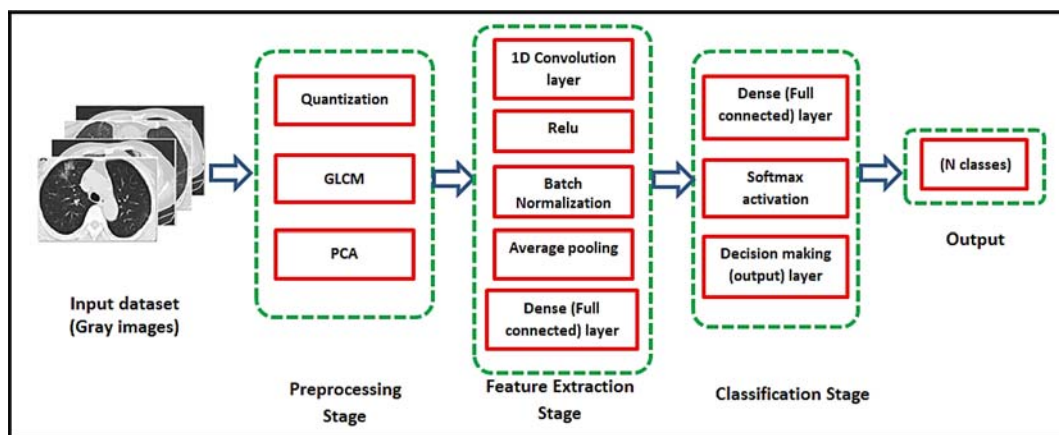 Input dataset
(Gray images)
Quantization
GLCM
PCA
Preprocessing
Stage
1D Convolution
layer
Relu
Batch
Normalization
Average pooling
Dense (Full
connected) layer
Feature Extraction
Stage
Dense (Full
connected) layer
Softmax
activation
Decision making
(output) layer
Classification Stage
(N classes)
Output